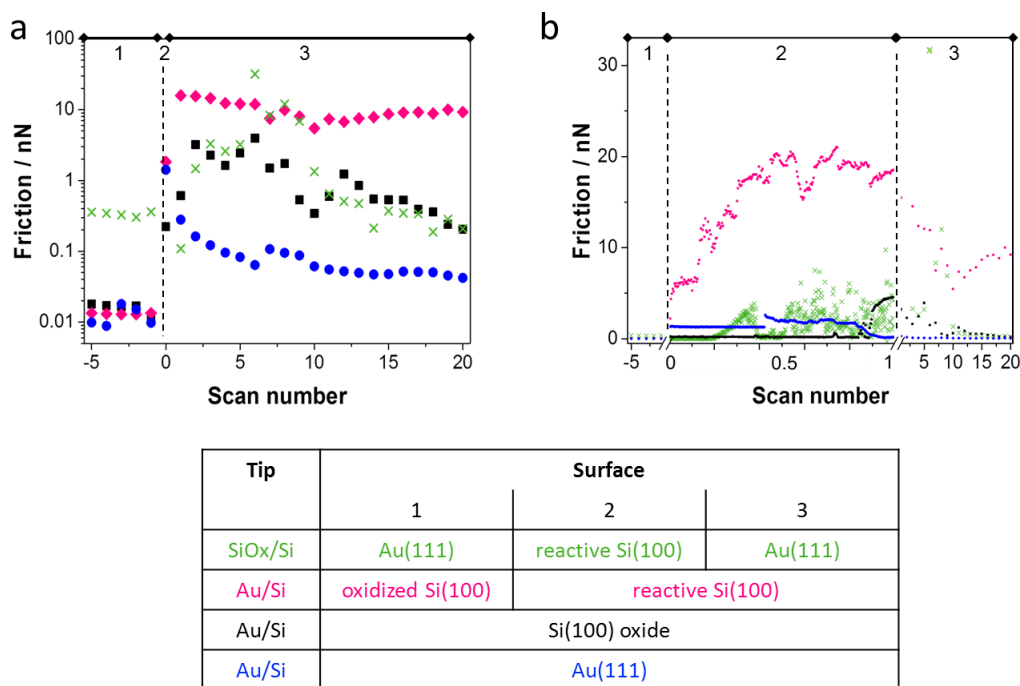 a
100
10
1
0.1
0.01
1
2
3
Friction / nN
-5
0
5
10
15
20
Scan number
b
30
20
10
0
1
2
3
Friction / nN
-5
0
0.5
1
5
10
15
20
Scan number
Tip Surface
1 2 3
SiOx/Si Au(111) reactive Si(100) Au(111)
Au/Si oxidized Si(100) reactive Si(100)
Au/Si Si(100) oxide
Au/Si Au(111)